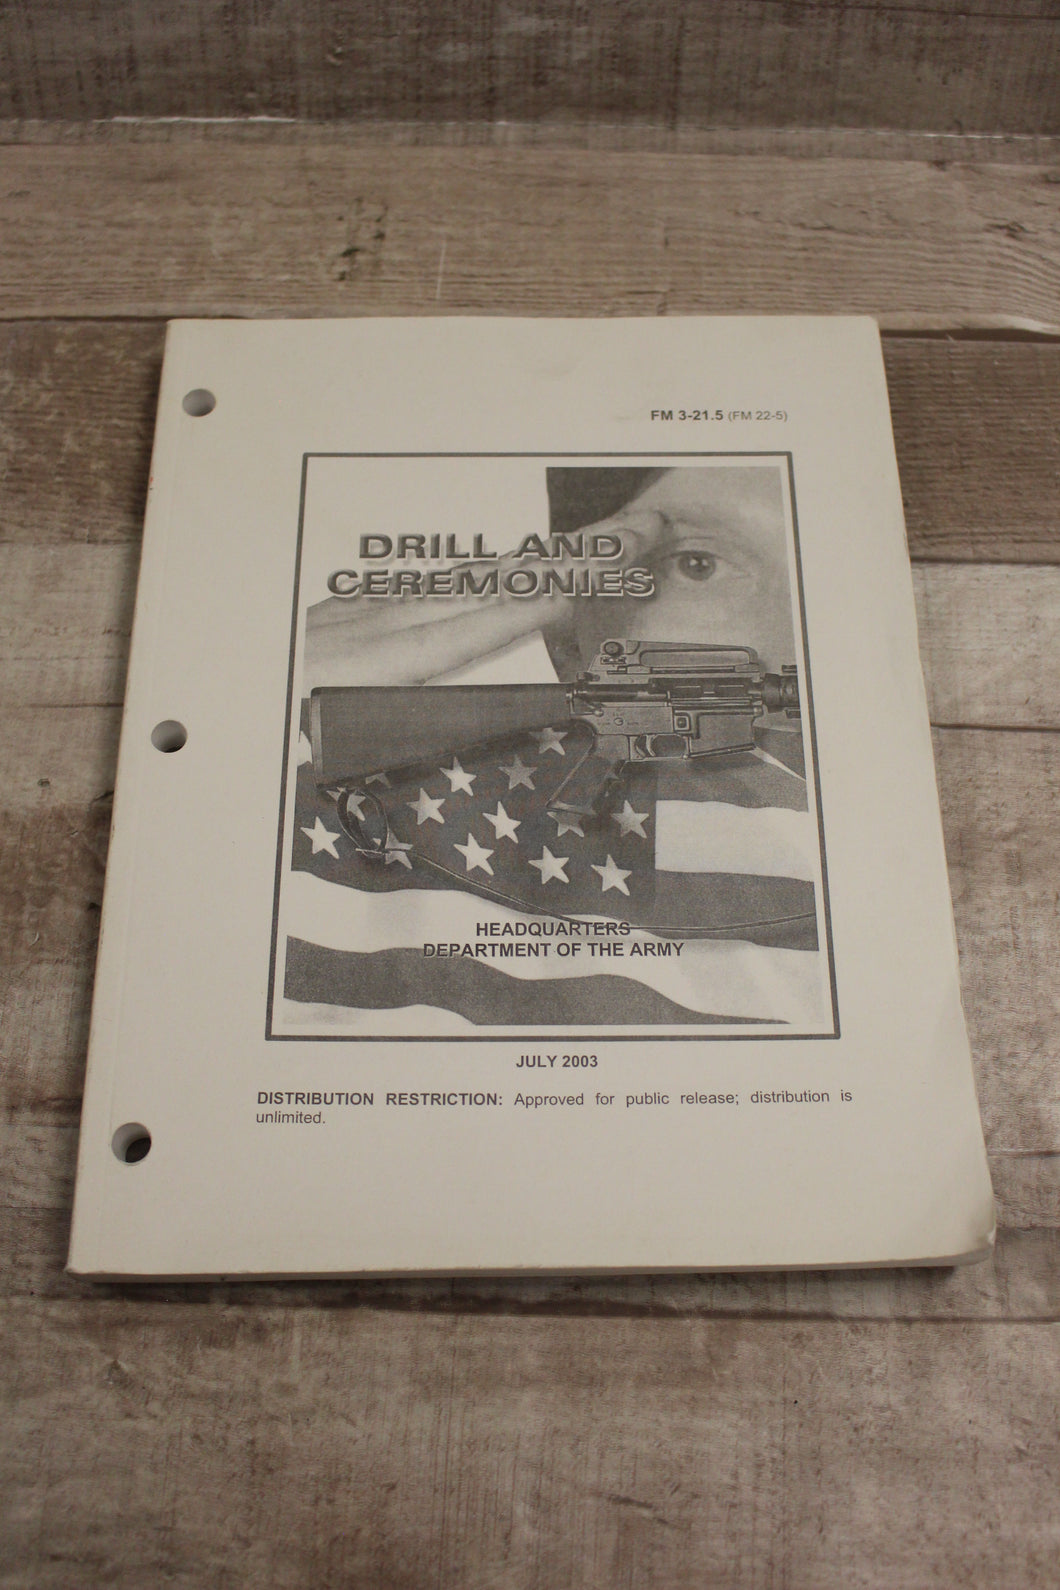 FM 3-21.5 (FM 22-5)
DRILL AND
CEREMONIES
HEADQUARTERS
DEPARTMENT OF THE ARMY
JULY 2003
DISTRIBUTION RESTRICTION: Approved for public release; distribution is
unlimited.